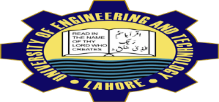 UNIVERSITY OF ENGINEERING AND TECHNOLOGY
READ IN
THE NAME
OF THY
LORD WHO
CREATES
• LAHORE •